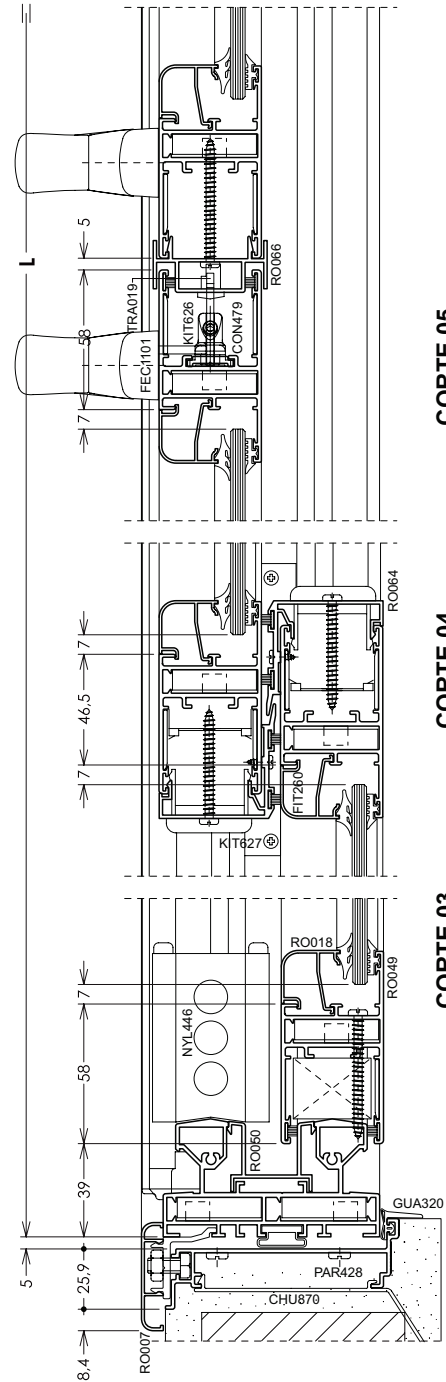 L
8,4
25,9
5
39
58
7
7
46,5
7
7
58
5
RO007
CHU870
PAR428
GUA320
RO050
NYL446
RO018
RO049
KIT627
FIT260
RO064
FEC1101
TRA019
KIT626
CON479
RO066
CORTE 03
CORTE 04
CORTE 05